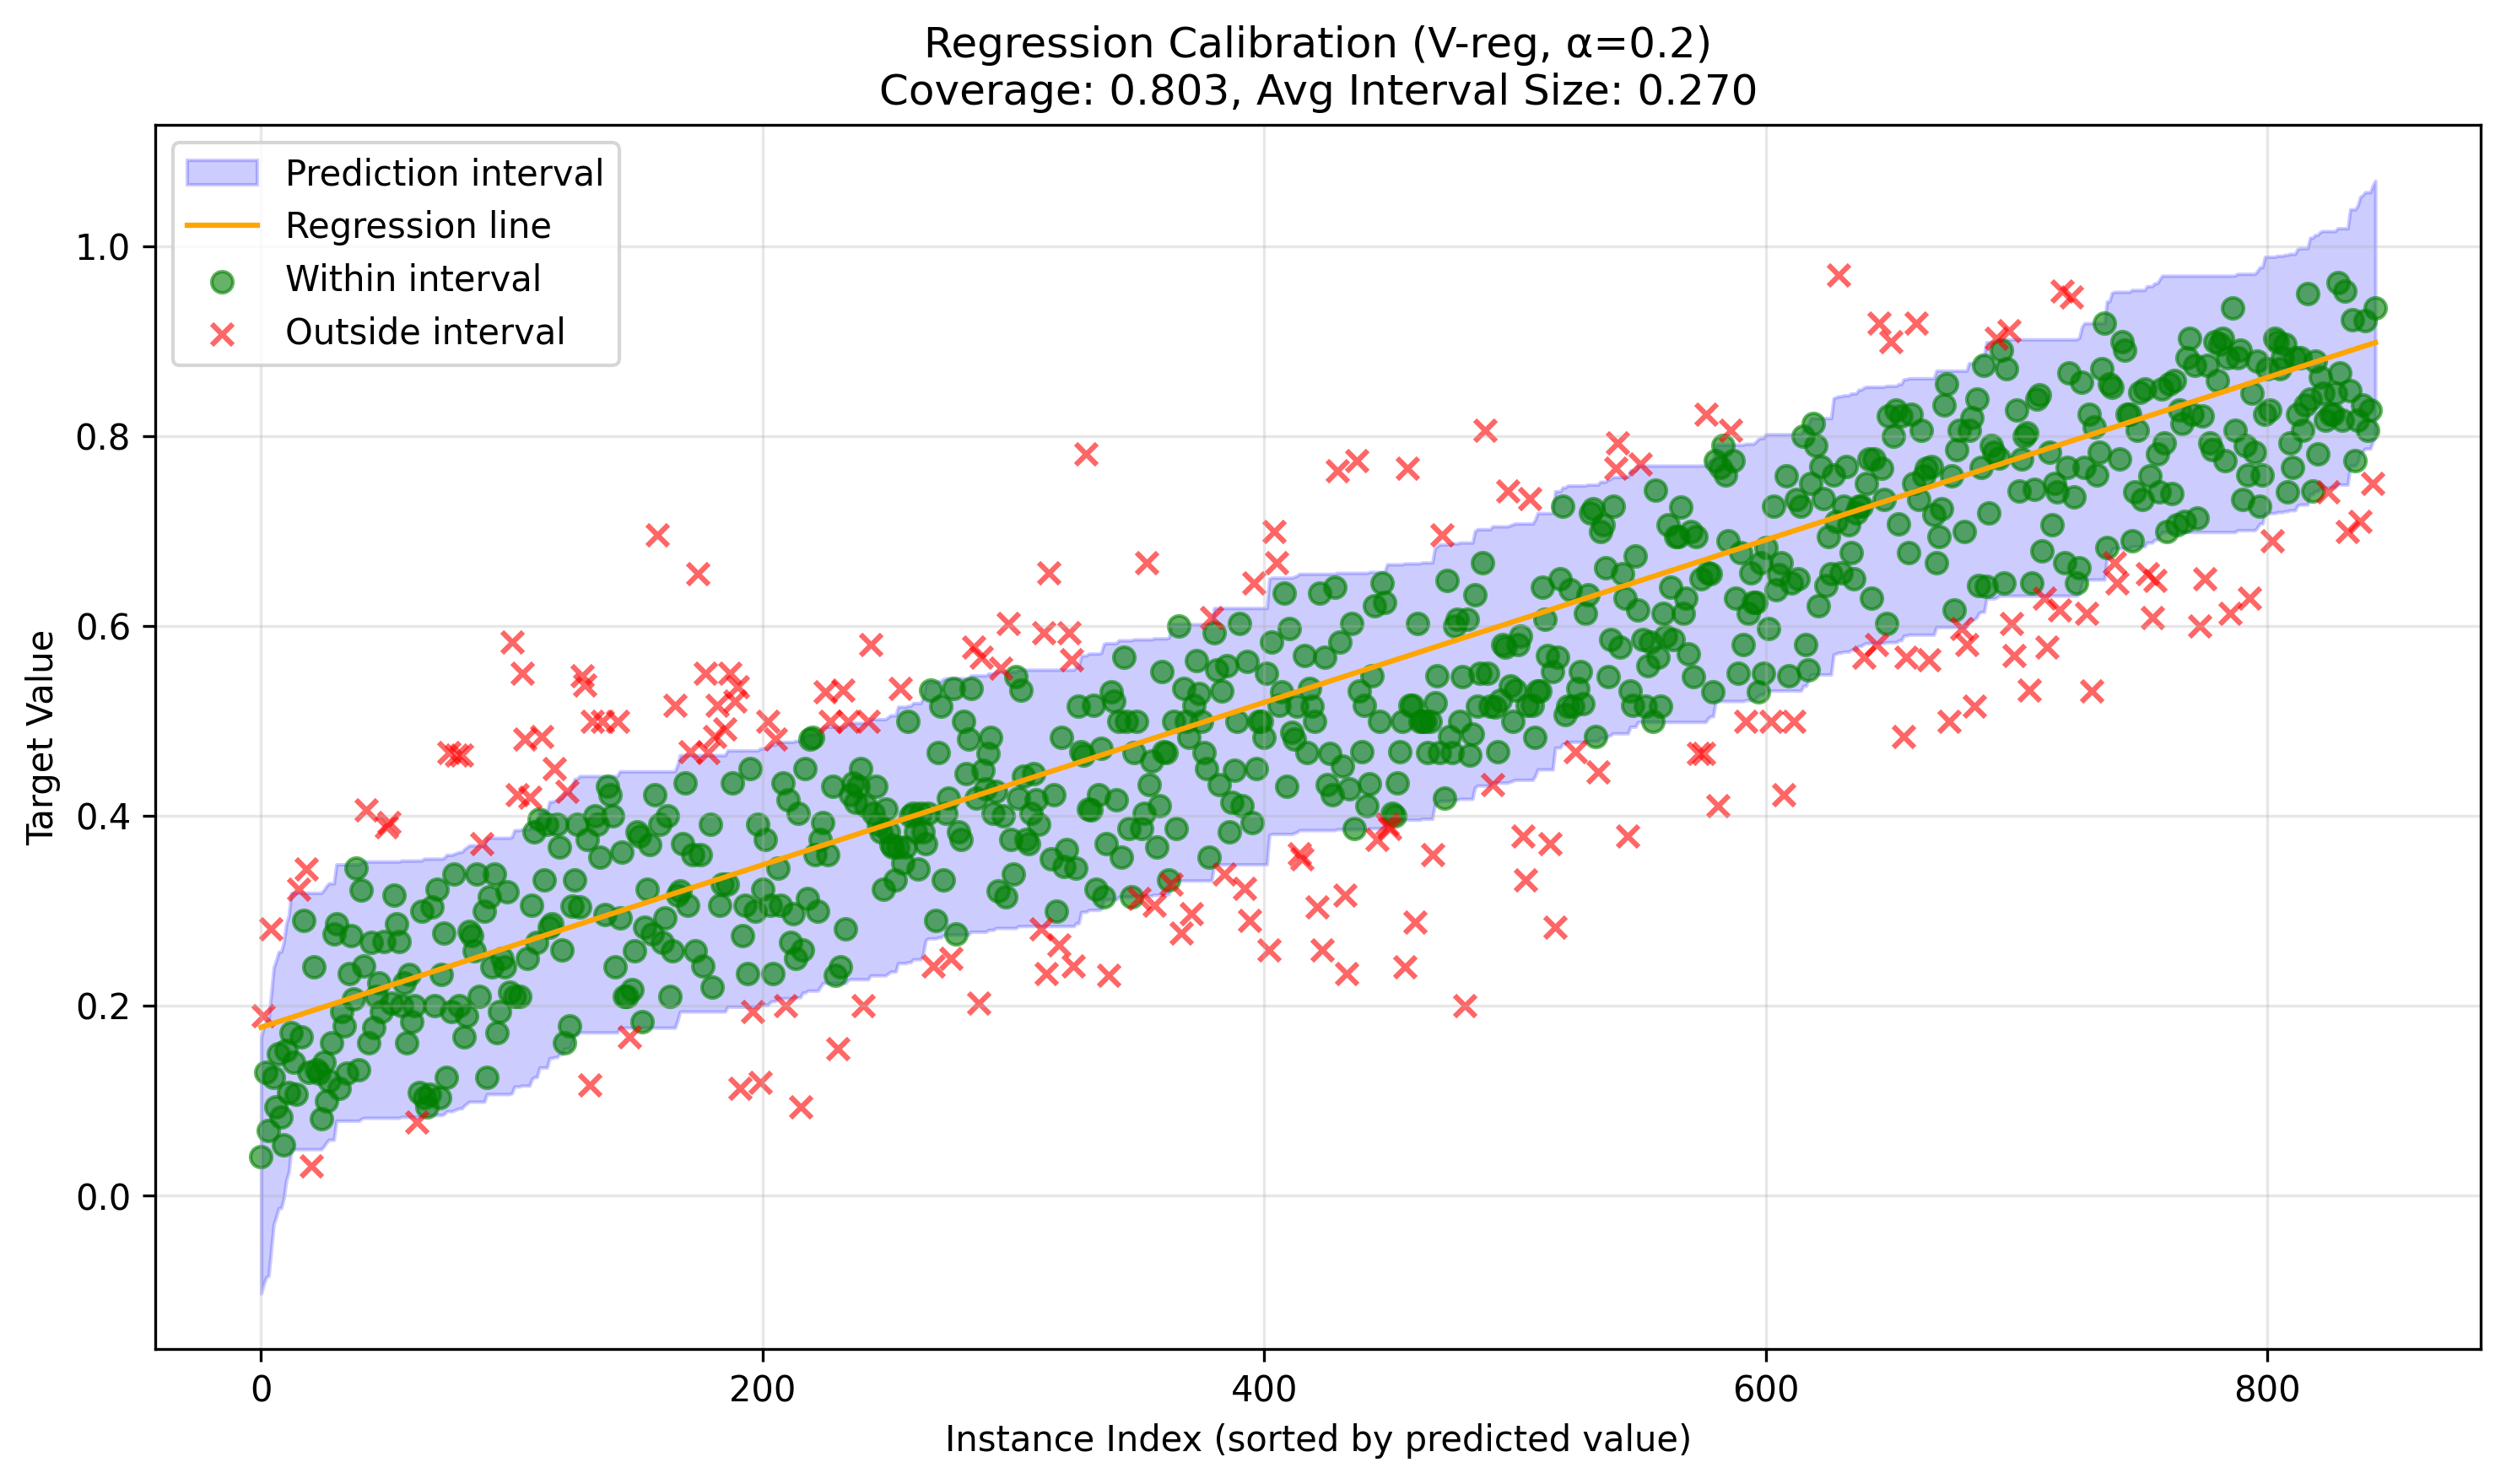 Regression Calibration (V-reg, α=0.2)
Coverage: 0.803, Avg Interval Size: 0.270
Prediction interval
Regression line
Within interval
Outside interval
Target Value
1.0
0.8
0.6
0.4
0.2
0.0
0 200 400 600 800
Instance Index (sorted by predicted value)